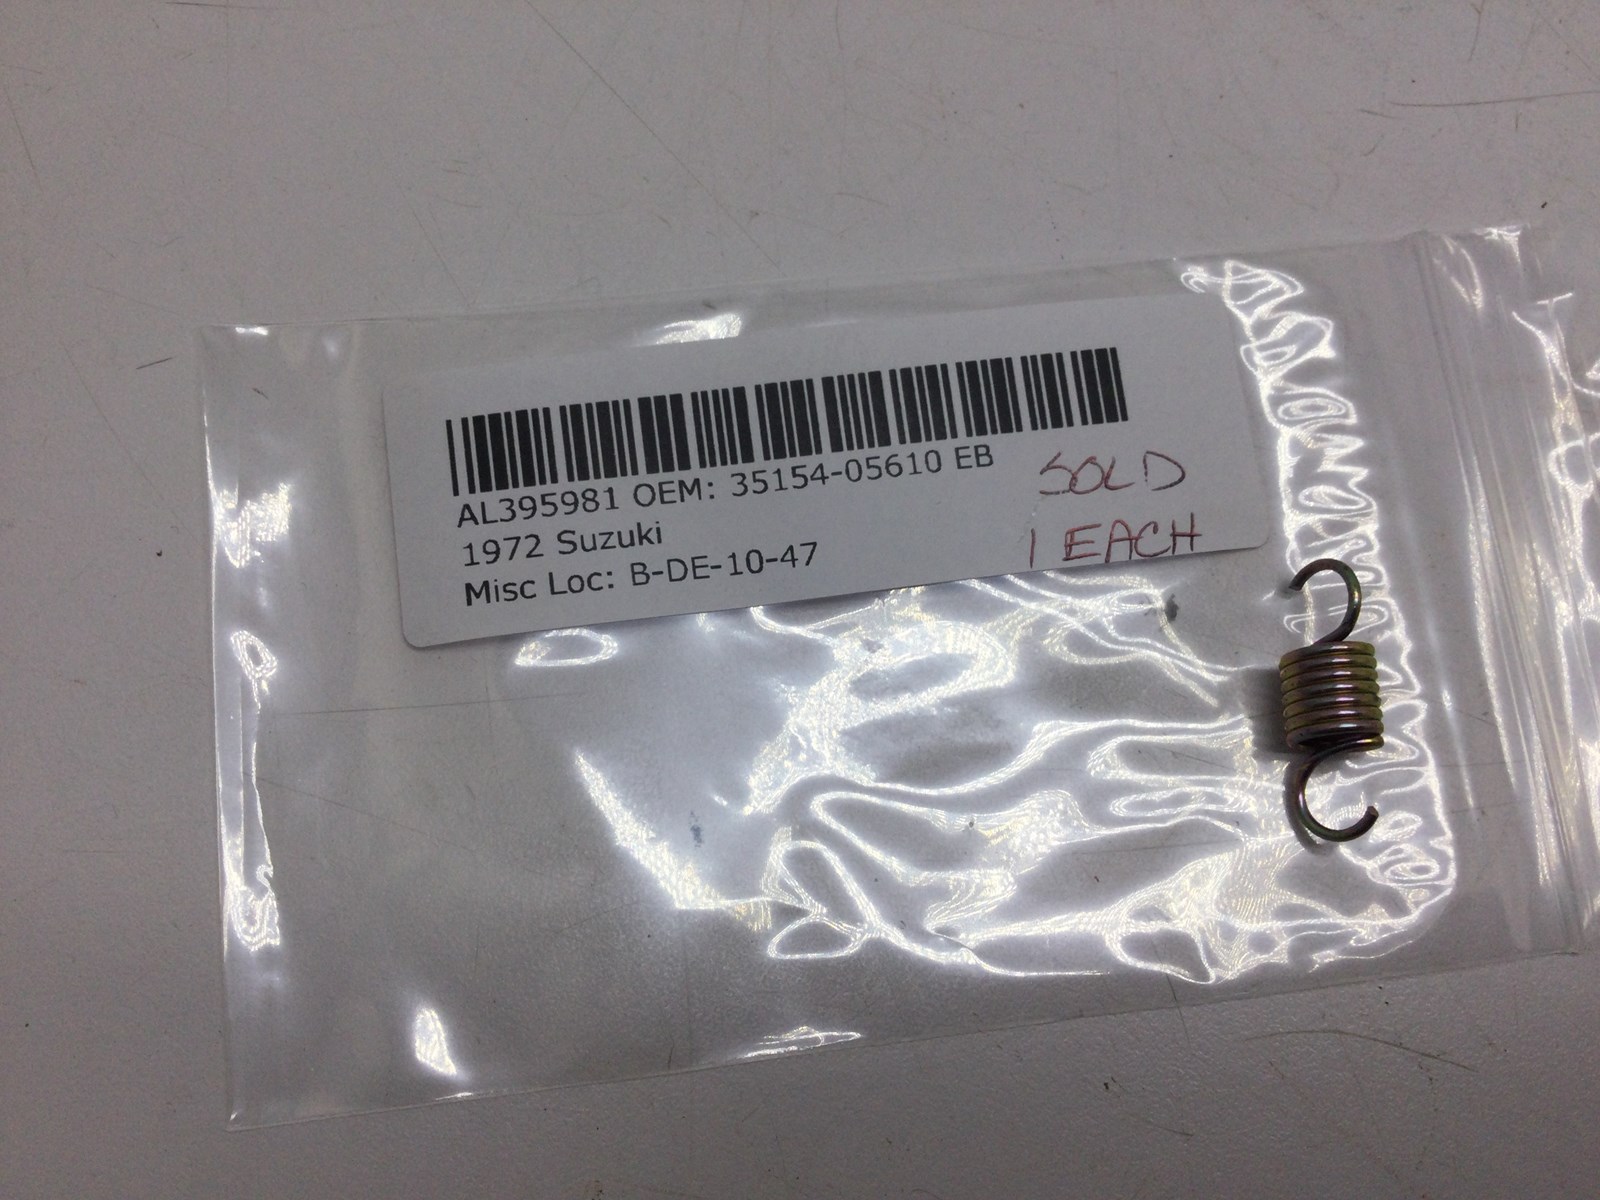 AL395981 OEM: 35154-05610 EB
1972 Suzuki
Misc Loc: B-DE-10-47
SOLD
1 EACH